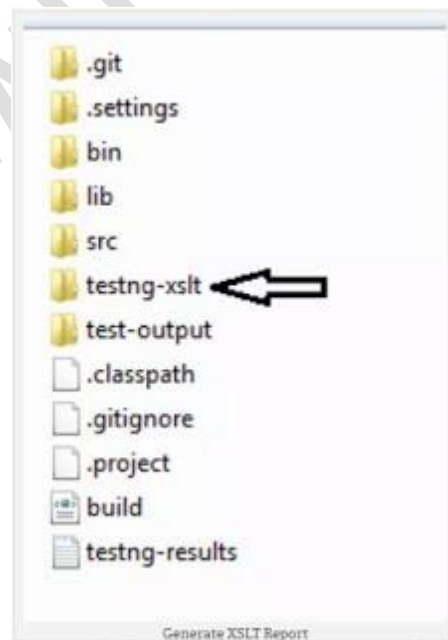 .git
.settings
bin
lib
src
testng-xslt
test-output
.classpath
.gitignore
.project
build
testng-results
Generate XSLT Report